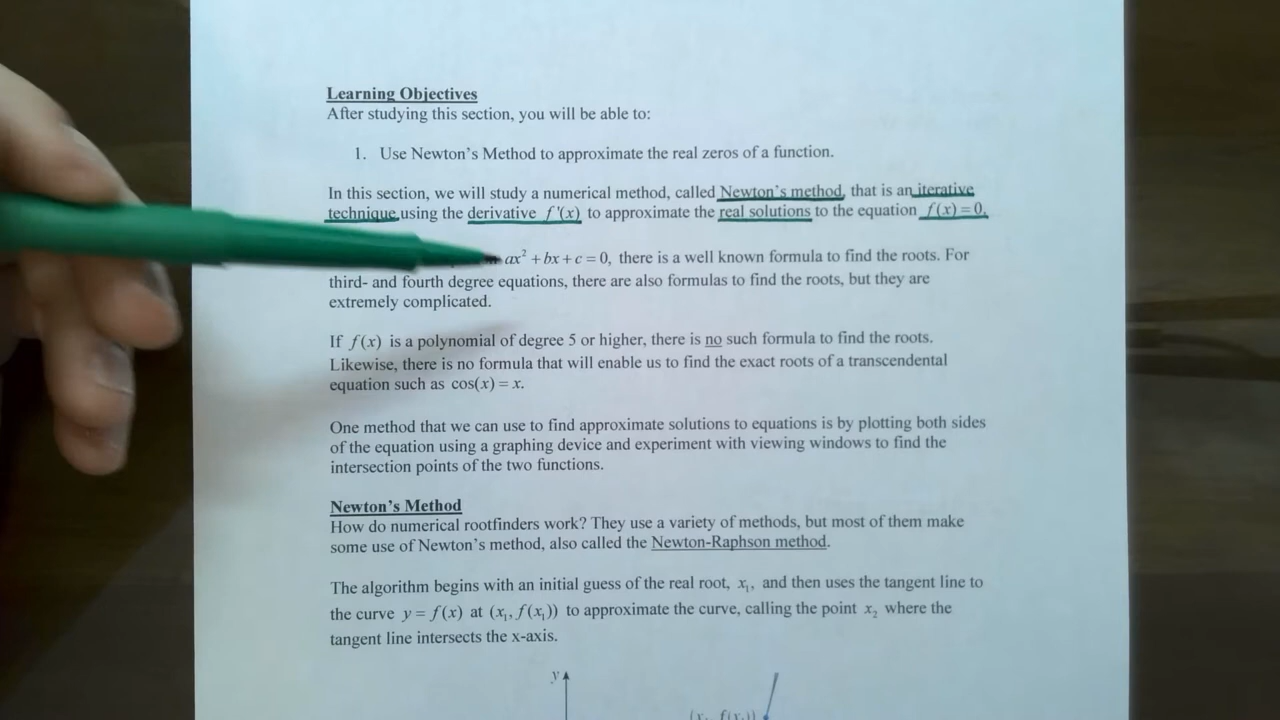 Learning Objectives
After studying this section, you will be able to:
1. Use Newton's Method to approximate the real zeros of a function.
In this section, we will study a numerical method, called Newton's method, that is an iterative
technique using the derivative f'(x) to approximate the real solutions to the equation f(x) = 0.
ax² + bx + c = 0, there is a well known formula to find the roots. For
third- and fourth degree equations, there are also formulas to find the roots, but they are
extremely complicated.
If f(x) is a polynomial of degree 5 or higher, there is no such formula to find the roots.
Likewise, there is no formula that will enable us to find the exact roots of a transcendental
equation such as cos(x) = x.
One method that we can use to find approximate solutions to equations is by plotting both sides
of the equation using a graphing device and experiment with viewing windows to find the
intersection points of the two functions.
Newton's Method
How do numerical rootfinders work? They use a variety of methods, but most of them make
some use of Newton's method, also called the Newton-Raphson method.
The algorithm begins with an initial guess of the real root, x₁, and then uses the tangent line to
the curve y = f(x) at (x₁, f(x₁)) to approximate the curve, calling the point x₂ where the
tangent line intersects the x-axis.
y